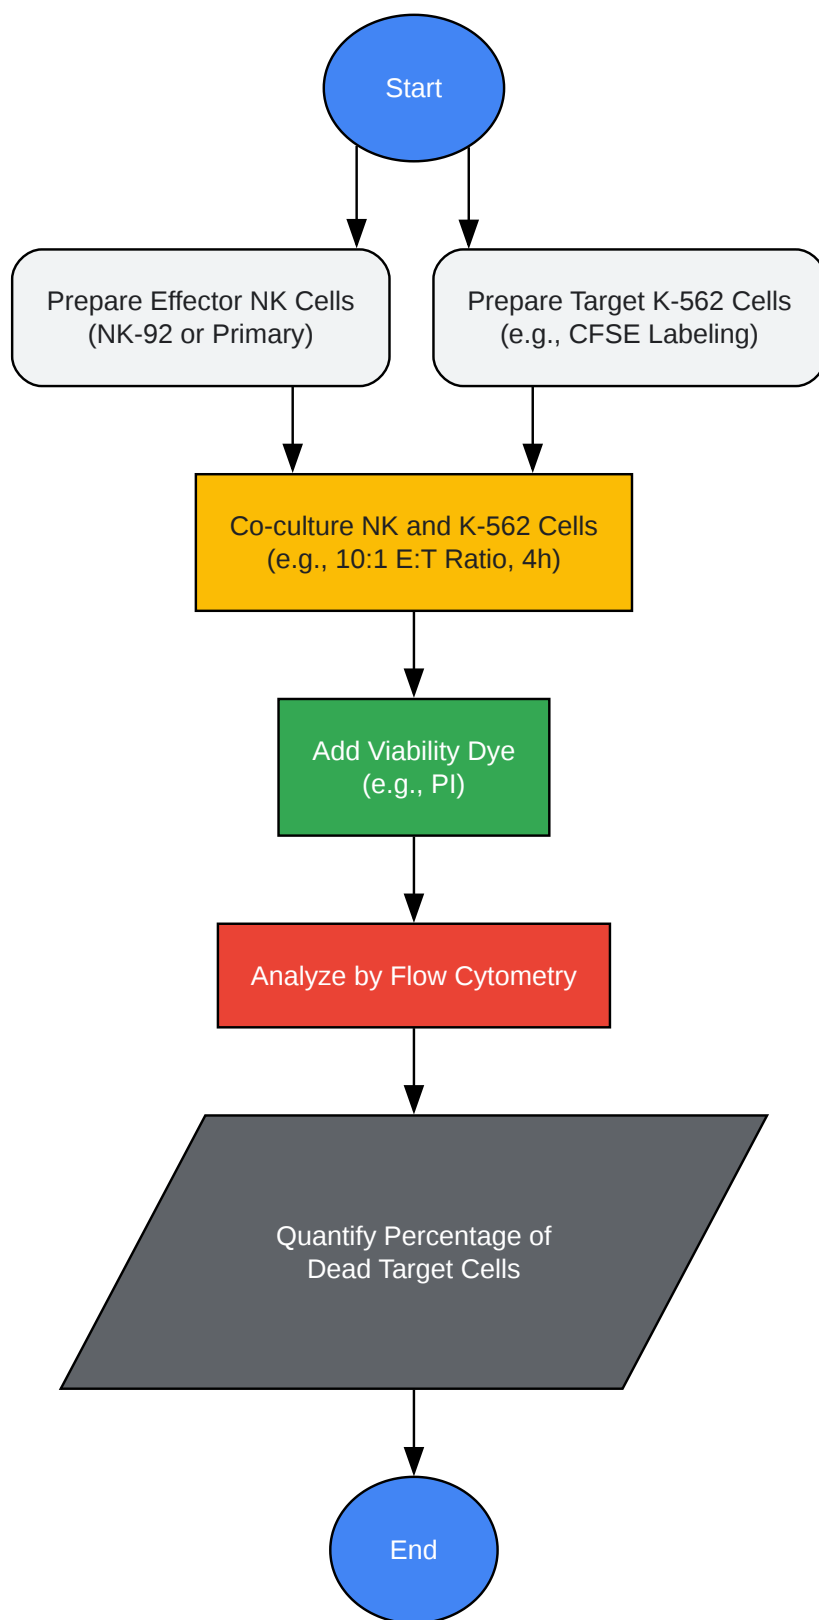 Start
Prepare Effector NK Cells
(NK-92 or Primary)
Prepare Target K-562 Cells
(e.g., CFSE Labeling)
Co-culture NK and K-562 Cells
(e.g., 10:1 E:T Ratio, 4h)
Add Viability Dye
(e.g., PI)
Analyze by Flow Cytometry
Quantify Percentage of
Dead Target Cells
End